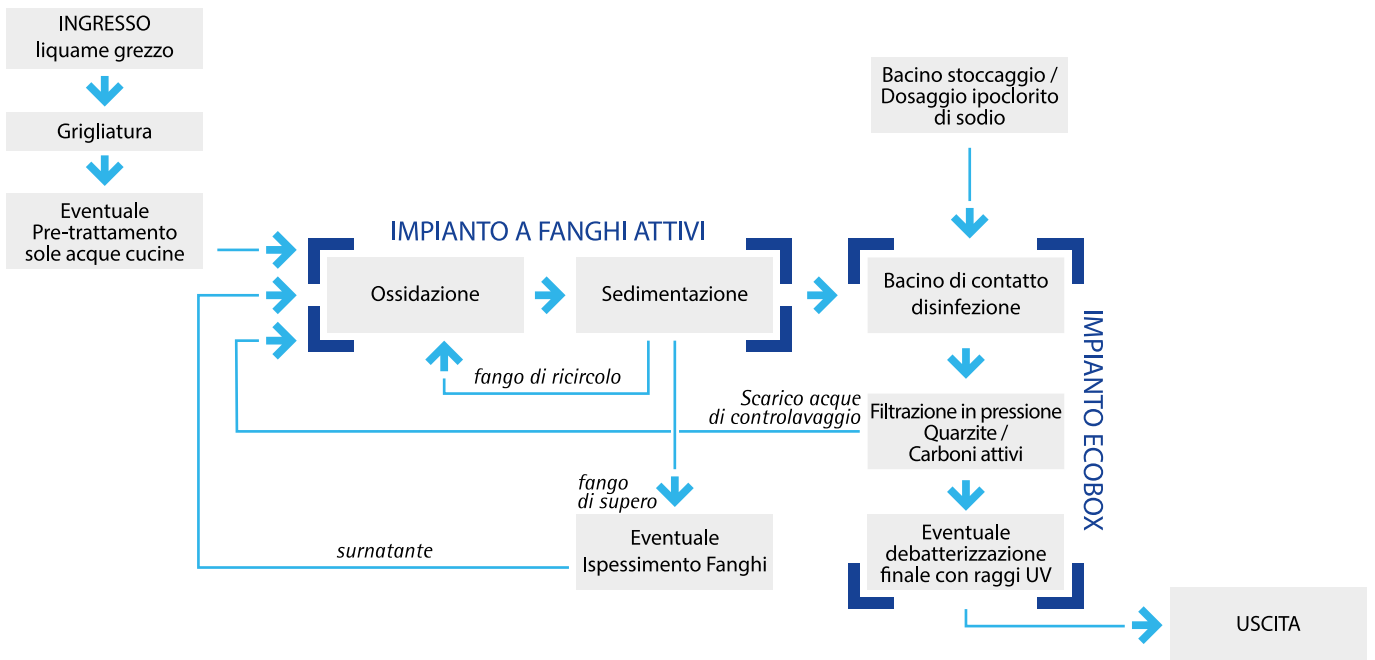 INGRESSO
liquame grezzo
Grigliatura
Eventuale
Pre-trattamento
sole acque cucine
IMPIANTO A FANGHI ATTIVI
Ossidazione
Sedimentazione
fango di ricircolo
Bacino stoccaggio /
Dosaggio ipoclorito
di sodio
Bacino di contatto
disinfezione
IMPIANTO ECOBOX
Scarico acque
di controlavaggio
Filtrazione in pressione
Quarzite /
Carboni attivi
fango
di supero
Eventuale
Ispessimento Fanghi
surnatante
Eventuale
debatterizzazione
finale con raggi UV
USCITA